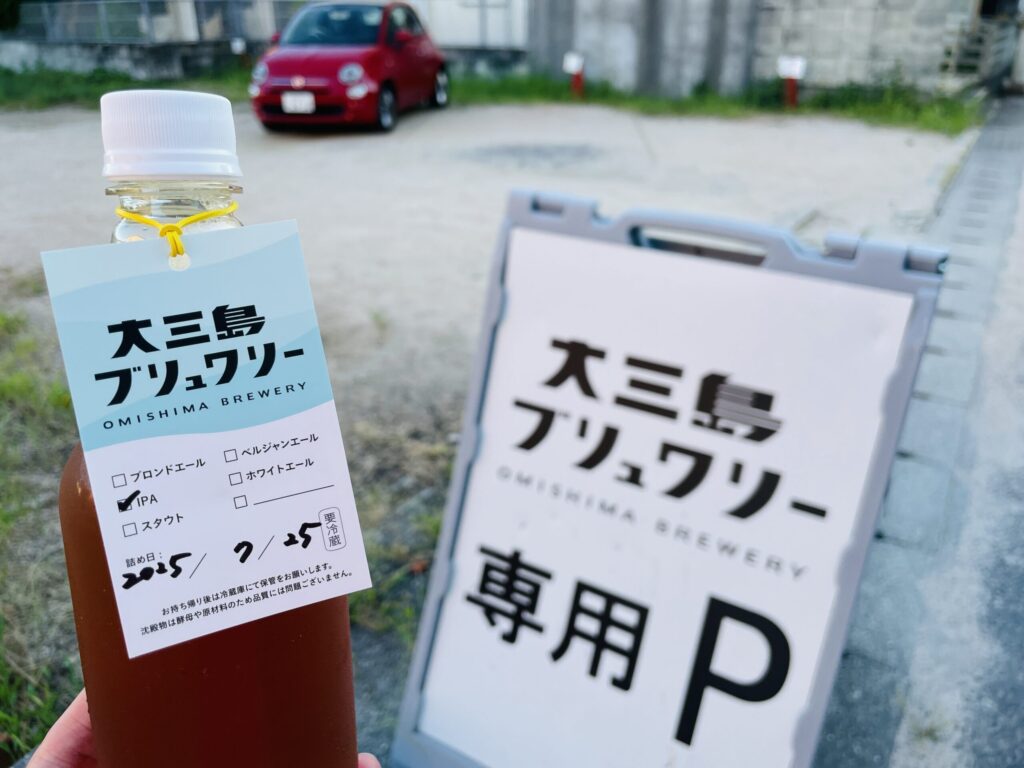 大三島
ブリュワリー
OMISHIMA BREWERY
ブロンドエール
ベルジャンエール
IPA
ホワイトエール
スタウト
詰め日：
2025/ 7/25
要冷蔵
お持ち帰り後は冷蔵庫にて保管をお願いします。
沈殿物は酵母や原材料のため品質には問題ございません。
大三島
ブリュワリー
OMISHIMA BREWERY
専用 P